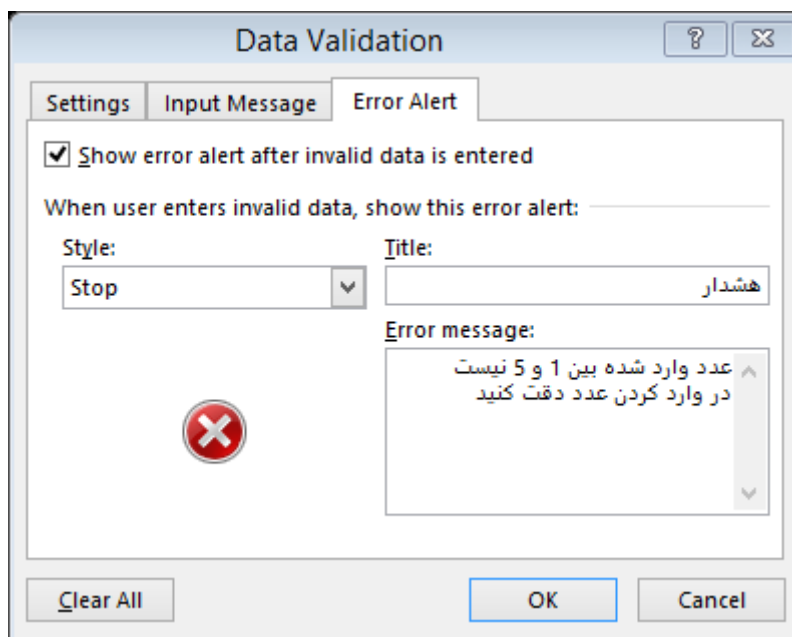 Data Validation
Settings
Input Message
Error Alert
Show error alert after invalid data is entered
When user enters invalid data, show this error alert:
Style:
Title:
Stop
هشدار
Error message:
عدد وارد شده بین 1 و 5 نیست
در وارد کردن عدد دقت کنید
Clear All
OK
Cancel